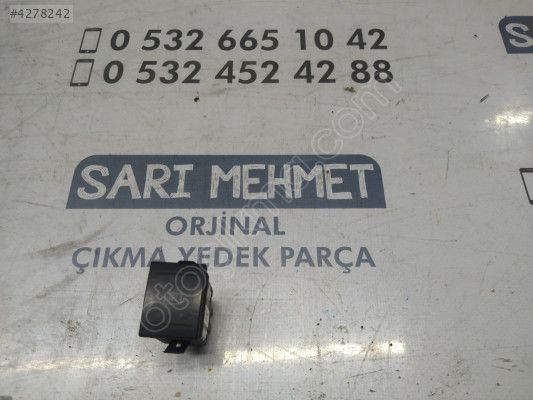 #4278242
0 532 665 10 42
0 532 452 42 88
SARI MEHMET
ORJİNAL
ÇIKMA YEDEK PARÇA